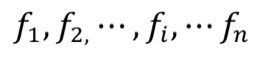 f₁, f₂, ⋯, fᵢ, ⋯ fₙ